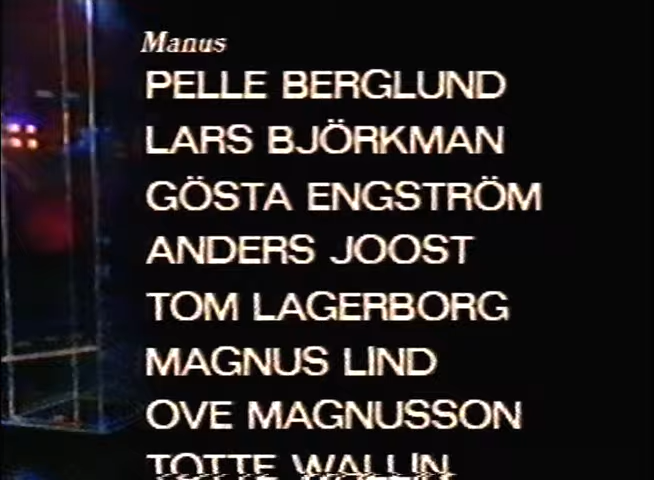 Manus
PELLE BERGLUND
LARS BJÖRKMAN
GÖSTA ENGSTRÖM
ANDERS JOOST
TOM LAGERBORG
MAGNUS LIND
OVE MAGNUSSON
TOTTE WALLIN